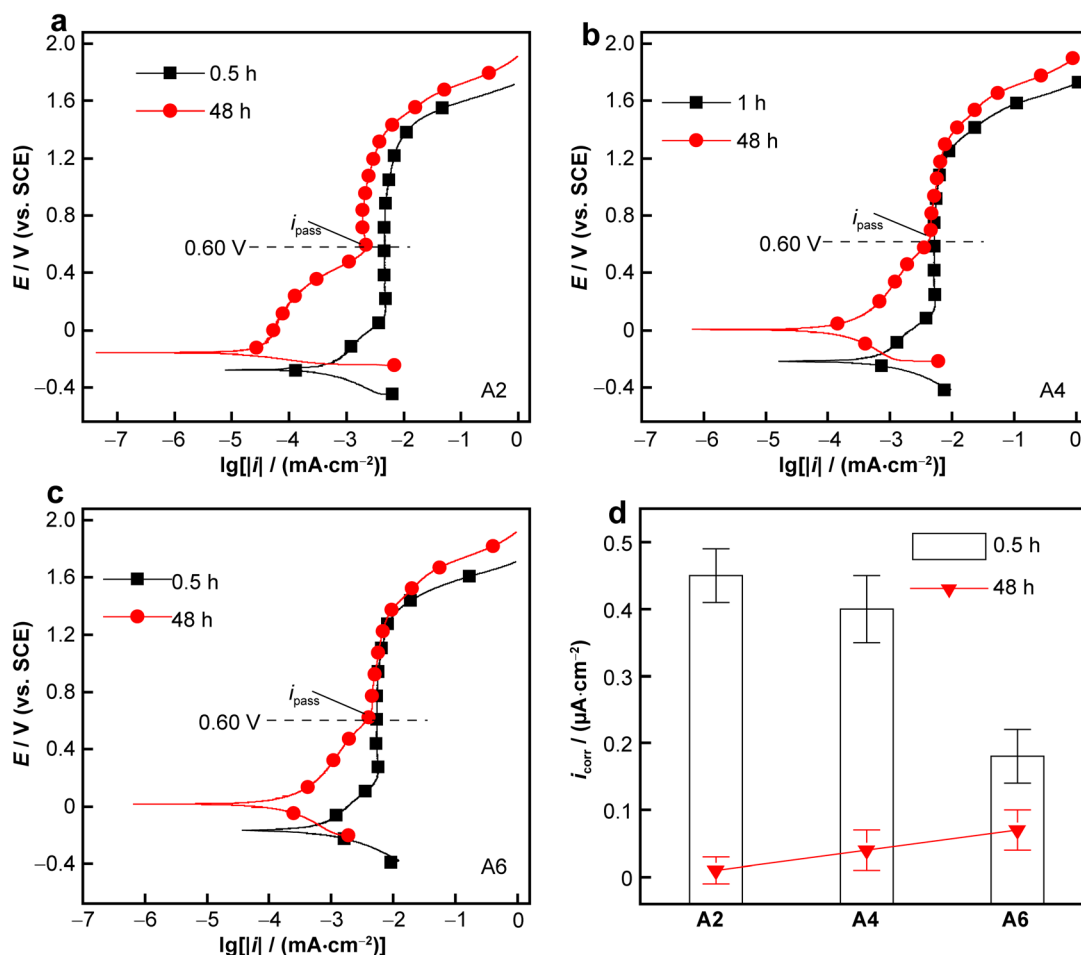 a
2.0
1.6
1.2
0.8
0.4
0
−0.4
E / V (vs. SCE)
0.5 h
48 h
i_pass
0.60 V
A2
−7 −6 −5 −4 −3 −2 −1 0
lg[|i| / (mA·cm⁻²)]
b
2.0
1.6
1.2
0.8
0.4
0
−0.4
E / V (vs. SCE)
1 h
48 h
i_pass
0.60 V
A4
−7 −6 −5 −4 −3 −2 −1 0
lg[|i| / (mA·cm⁻²)]
c
2.0
1.6
1.2
0.8
0.4
0
−0.4
E / V (vs. SCE)
0.5 h
48 h
i_pass
0.60 V
A6
−7 −6 −5 −4 −3 −2 −1 0
lg[|i| / (mA·cm⁻²)]
d
0.5
0.4
0.3
0.2
0.1
0
i_corr / (μA·cm⁻²)
0.5 h
48 h
A2 A4 A6